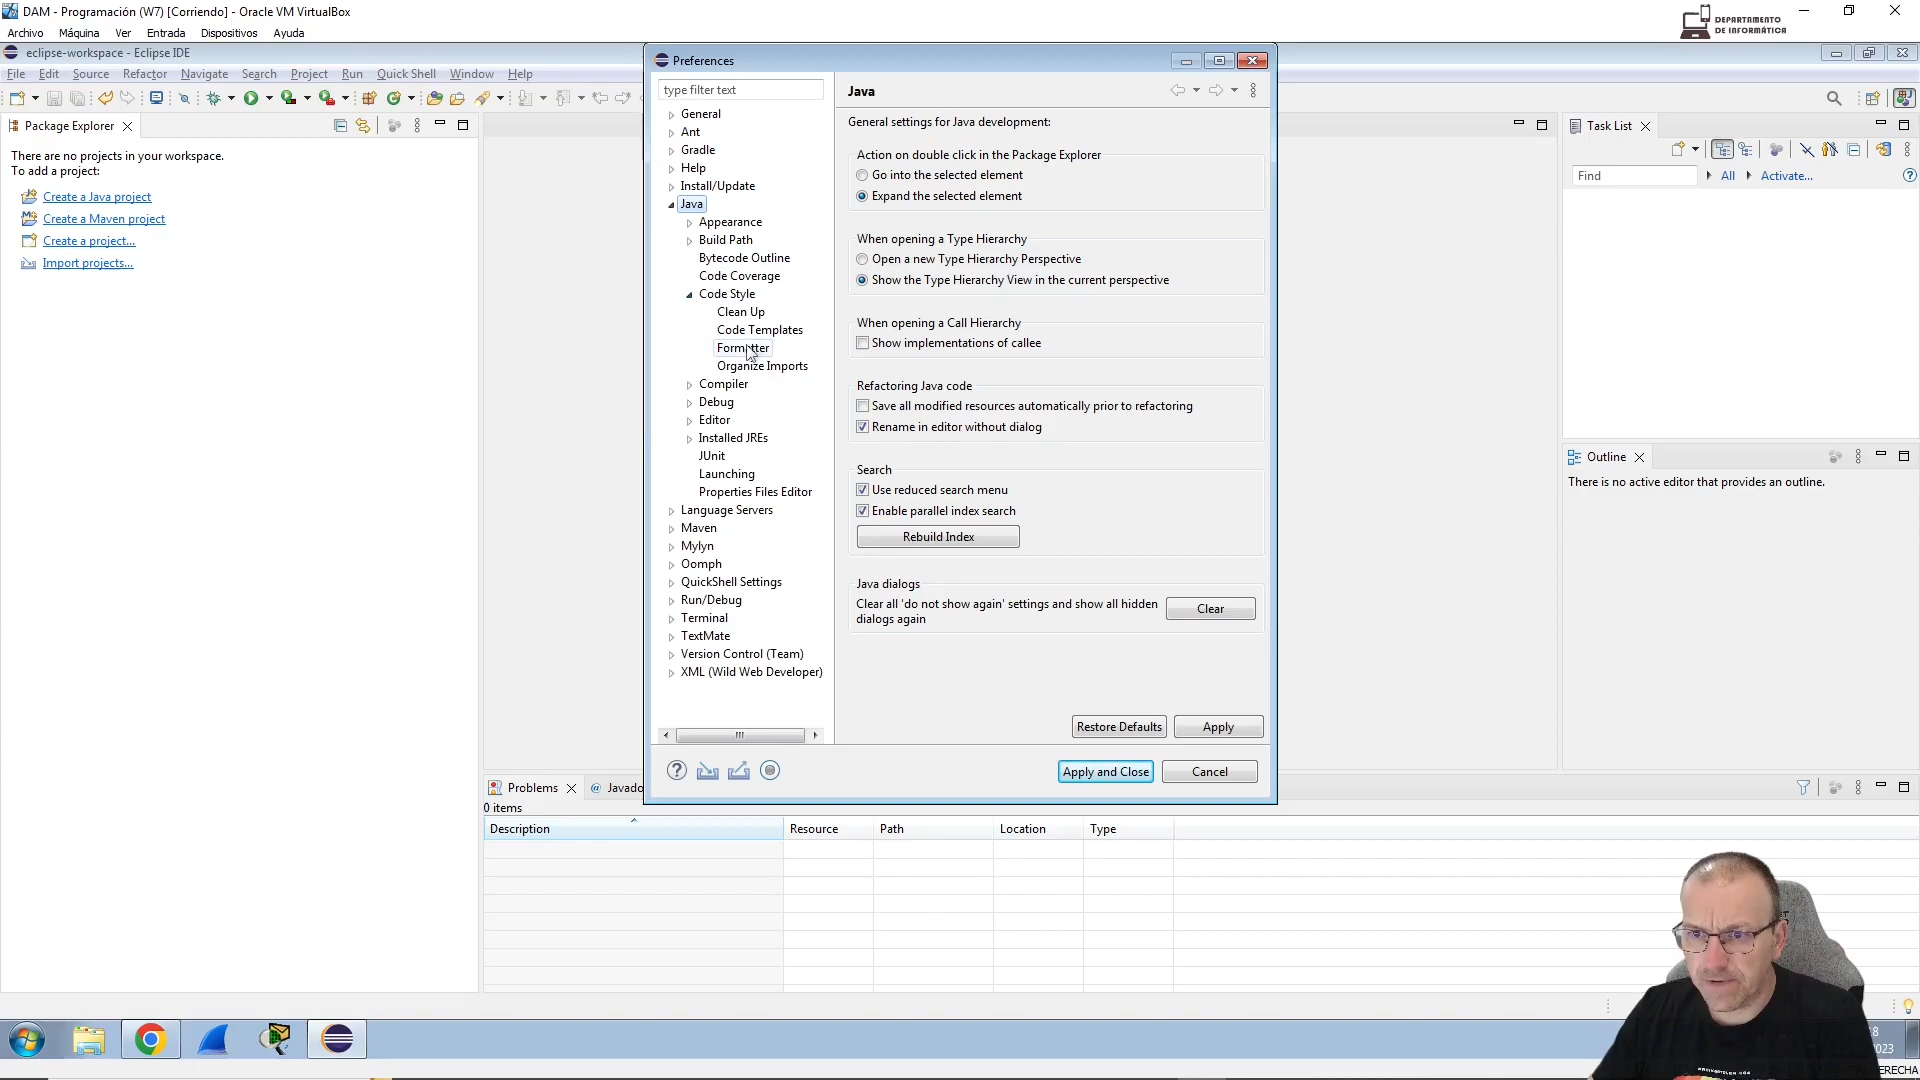 DAM - Programación (W7) [Corriendo] - Oracle VM VirtualBox
DEPARTAMENTO
DE INFORMÁTICA
Archivo Máquina Ver Entrada Dispositivos Ayuda
eclipse-workspace - Eclipse IDE
File Edit Source Refactor Navigate Search Project Run Quick Shell Window Help
Package Explorer
There are no projects in your workspace.
To add a project:
Create a Java project
Create a Maven project
Create a project...
Import projects...
Preferences
type filter text
General
Ant
Gradle
Help
Install/Update
Java
Appearance
Build Path
Bytecode Outline
Code Coverage
Code Style
Clean Up
Code Templates
Formatter
Organize Imports
Compiler
Debug
Editor
Installed JREs
JUnit
Launching
Properties Files Editor
Language Servers
Maven
Mylyn
Oomph
QuickShell Settings
Run/Debug
Terminal
TextMate
Version Control (Team)
XML (Wild Web Developer)
Java
General settings for Java development:
Action on double click in the Package Explorer
Go into the selected element
Expand the selected element
When opening a Type Hierarchy
Open a new Type Hierarchy Perspective
Show the Type Hierarchy View in the current perspective
When opening a Call Hierarchy
Show implementations of callee
Refactoring Java code
Save all modified resources automatically prior to refactoring
Rename in editor without dialog
Search
Use reduced search menu
Enable parallel index search
Rebuild Index
Java dialogs
Clear all 'do not show again' settings and show all hidden
dialogs again
Clear
Restore Defaults Apply
Apply and Close Cancel
Task List
Find All Activate...
Outline
There is no active editor that provides an outline.
Problems @ Javado
0 items
Description Resource Path Location Type